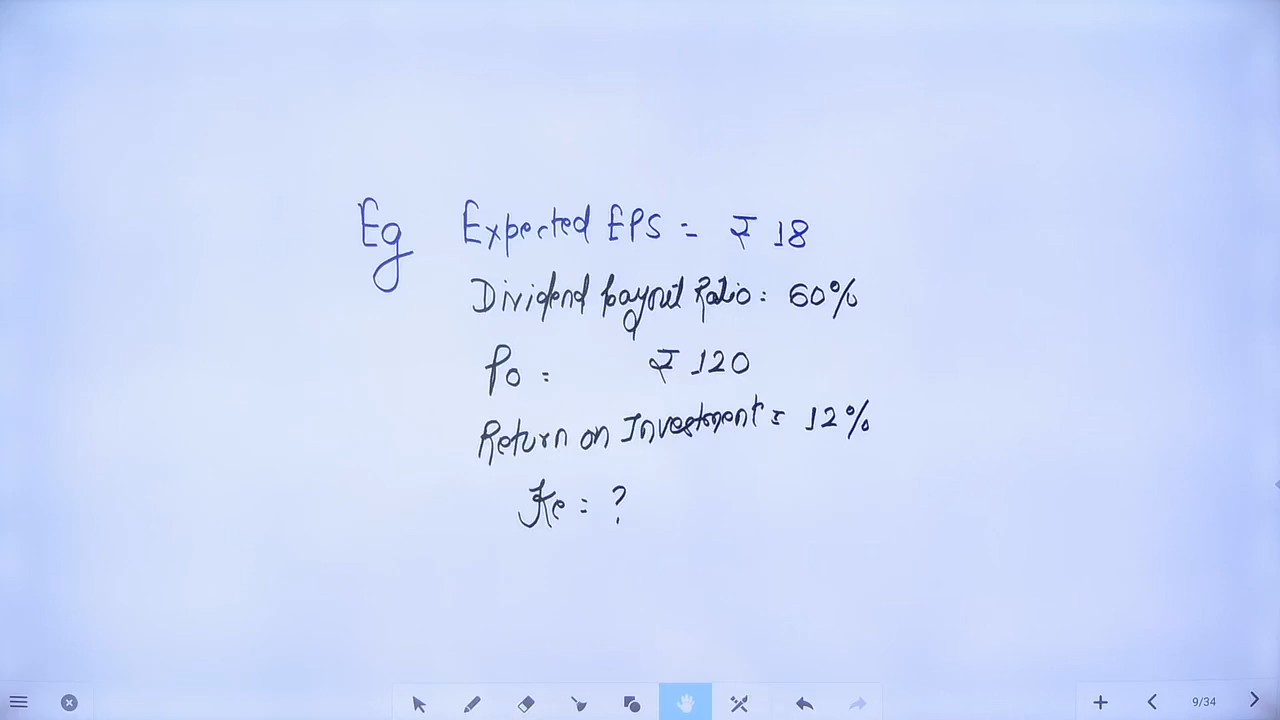 Eg Expected EPS = ₹ 18
Dividend payout Ratio : 60%
P0 = ₹ 120
Return on Investment = 12%
Ke = ?
9/34